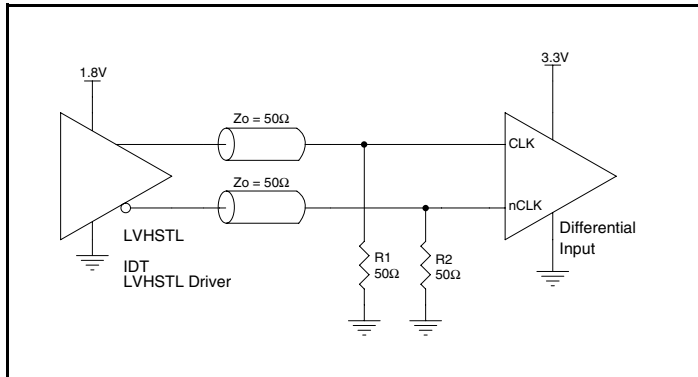 1.8V
3.3V
Zo = 50Ω
CLK
Zo = 50Ω
nCLK
LVHSTL
IDT
LVHSTL Driver
R1
50Ω
R2
50Ω
Differential
Input